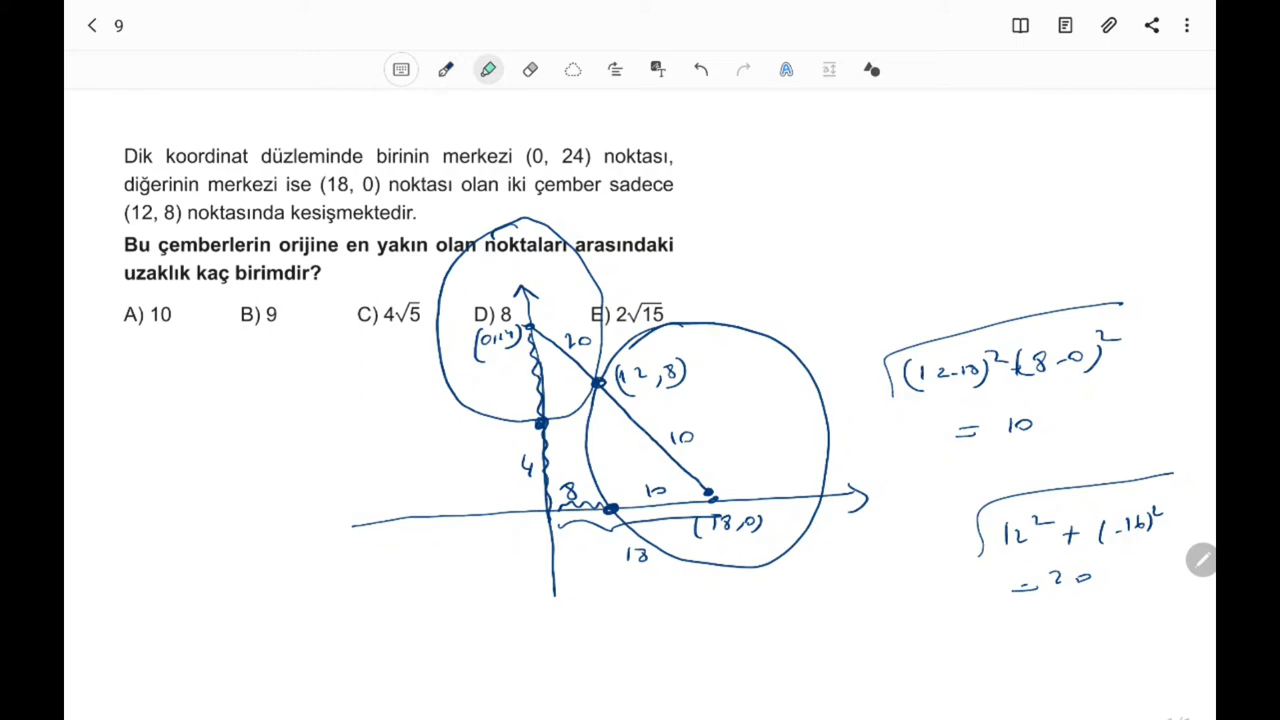 9
Dik koordinat düzleminde birinin merkezi (0, 24) noktası,
diğerinin merkezi ise (18, 0) noktası olan iki çember sadece
(12, 8) noktasında kesişmektedir.
Bu çemberlerin orijine en yakın olan noktaları arasındaki
uzaklık kaç birimdir?
A) 10 B) 9 C) 4√5 D) 8 E) 2√15
20
(12,8)
10
4
8
10
(18,0)
18
√(12-18)²+(8-0)²
= 10
√12² + (-16)²
= 20